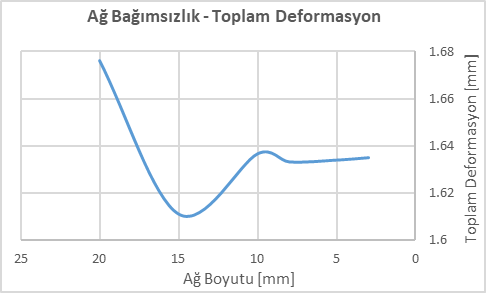 Ağ Bağımsızlık - Toplam Deformasyon
1.68
1.66
1.64
1.62
1.6
Toplam Deformasyon [mm]
25 20 15 10 5 0
Ağ Boyutu [mm]